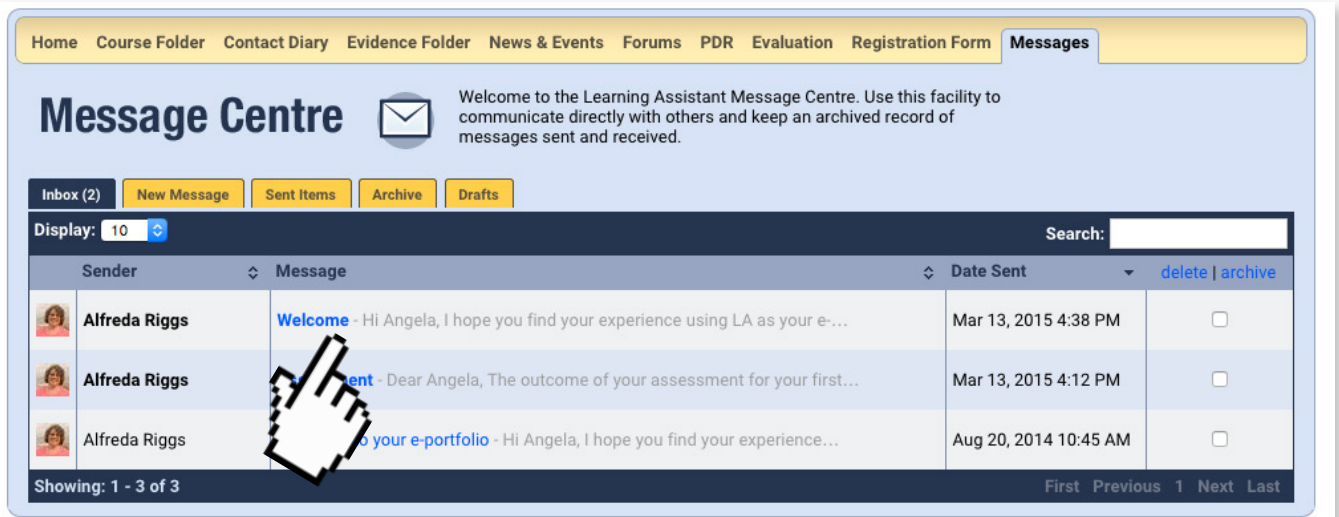 Home Course Folder Contact Diary Evidence Folder News & Events Forums PDR Evaluation Registration Form Messages
Message Centre
Welcome to the Learning Assistant Message Centre. Use this facility to
communicate directly with others and keep an archived record of
messages sent and received.
Inbox (2) New Message Sent Items Archive Drafts
Display: 10 Search:
Sender Message Date Sent delete | archive
Alfreda Riggs Welcome - Hi Angela, I hope you find your experience using LA as your e-... Mar 13, 2015 4:38 PM
Alfreda Riggs - Dear Angela, The outcome of your assessment for your first... Mar 13, 2015 4:12 PM
Alfreda Riggs your e-portfolio - Hi Angela, I hope you find your experience... Aug 20, 2014 10:45 AM
Showing: 1 - 3 of 3 First Previous 1 Next Last